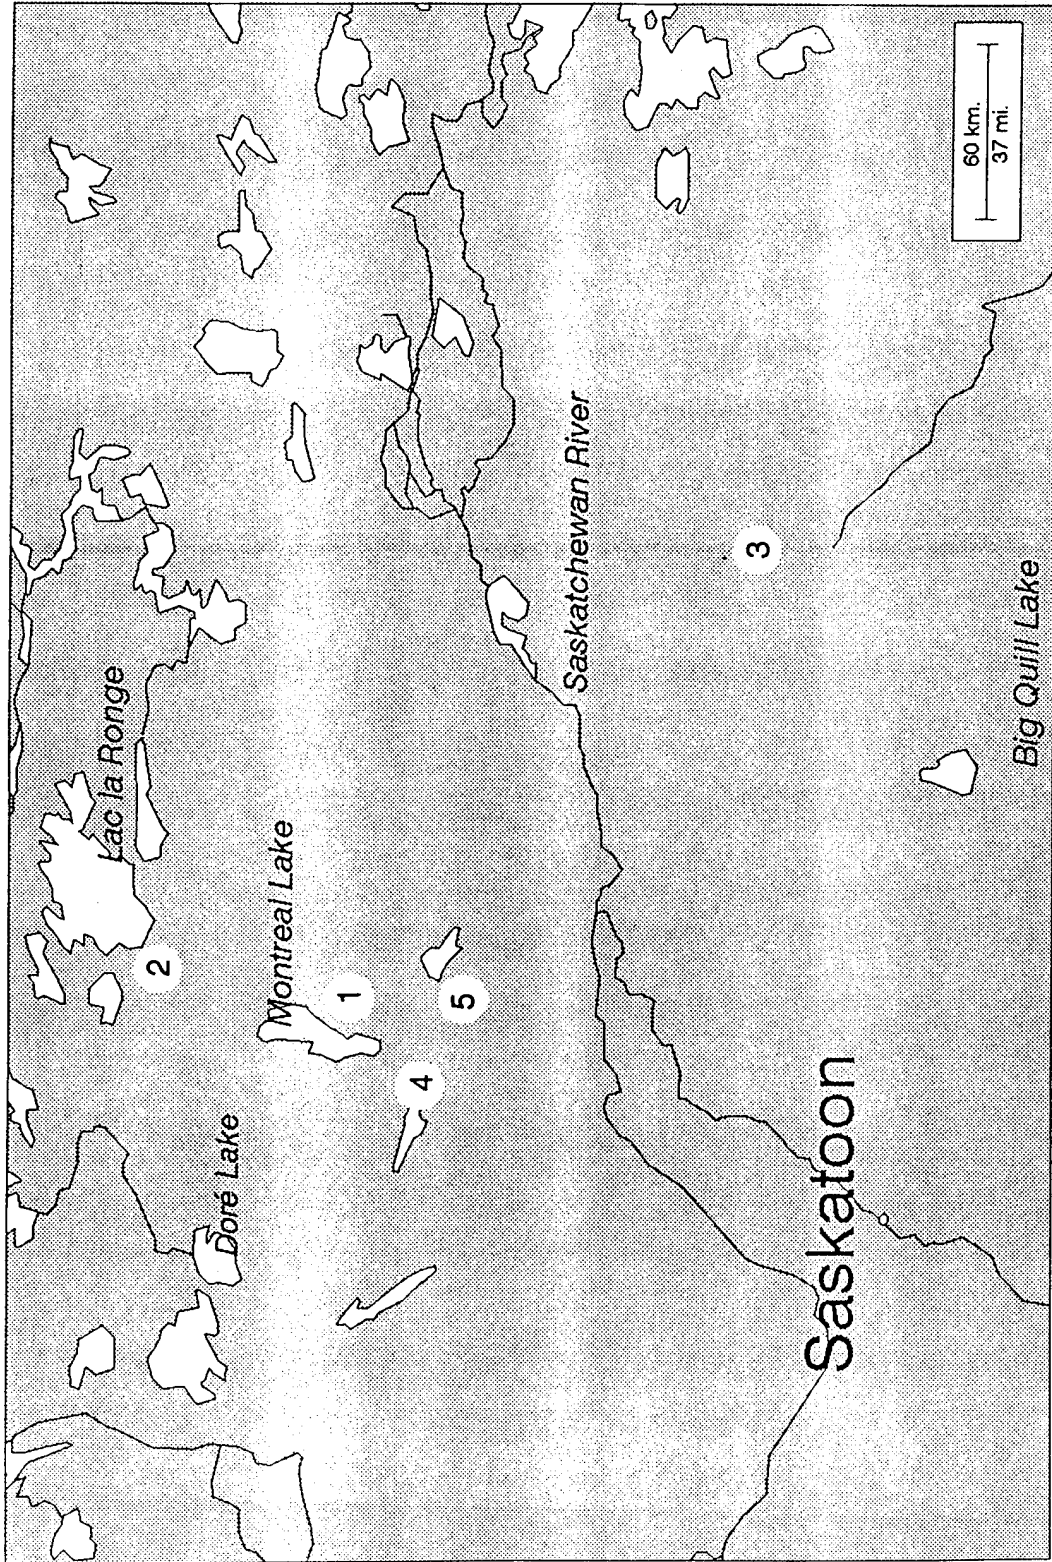 Lac la Ronge
2
Montreal Lake
Doré Lake
1
4
5
Saskatchewan River
3
Saskatoon
Big Quill Lake
60 km.
37 mi.